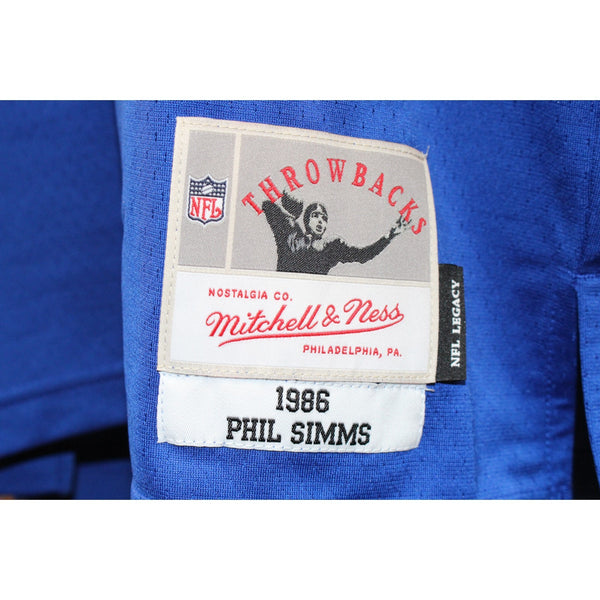 THROWBACKS
NFL
NOSTALGIA CO.
Mitchell & Ness
PHILADELPHIA, PA.
NFL LEGACY
1986
PHIL SIMMS